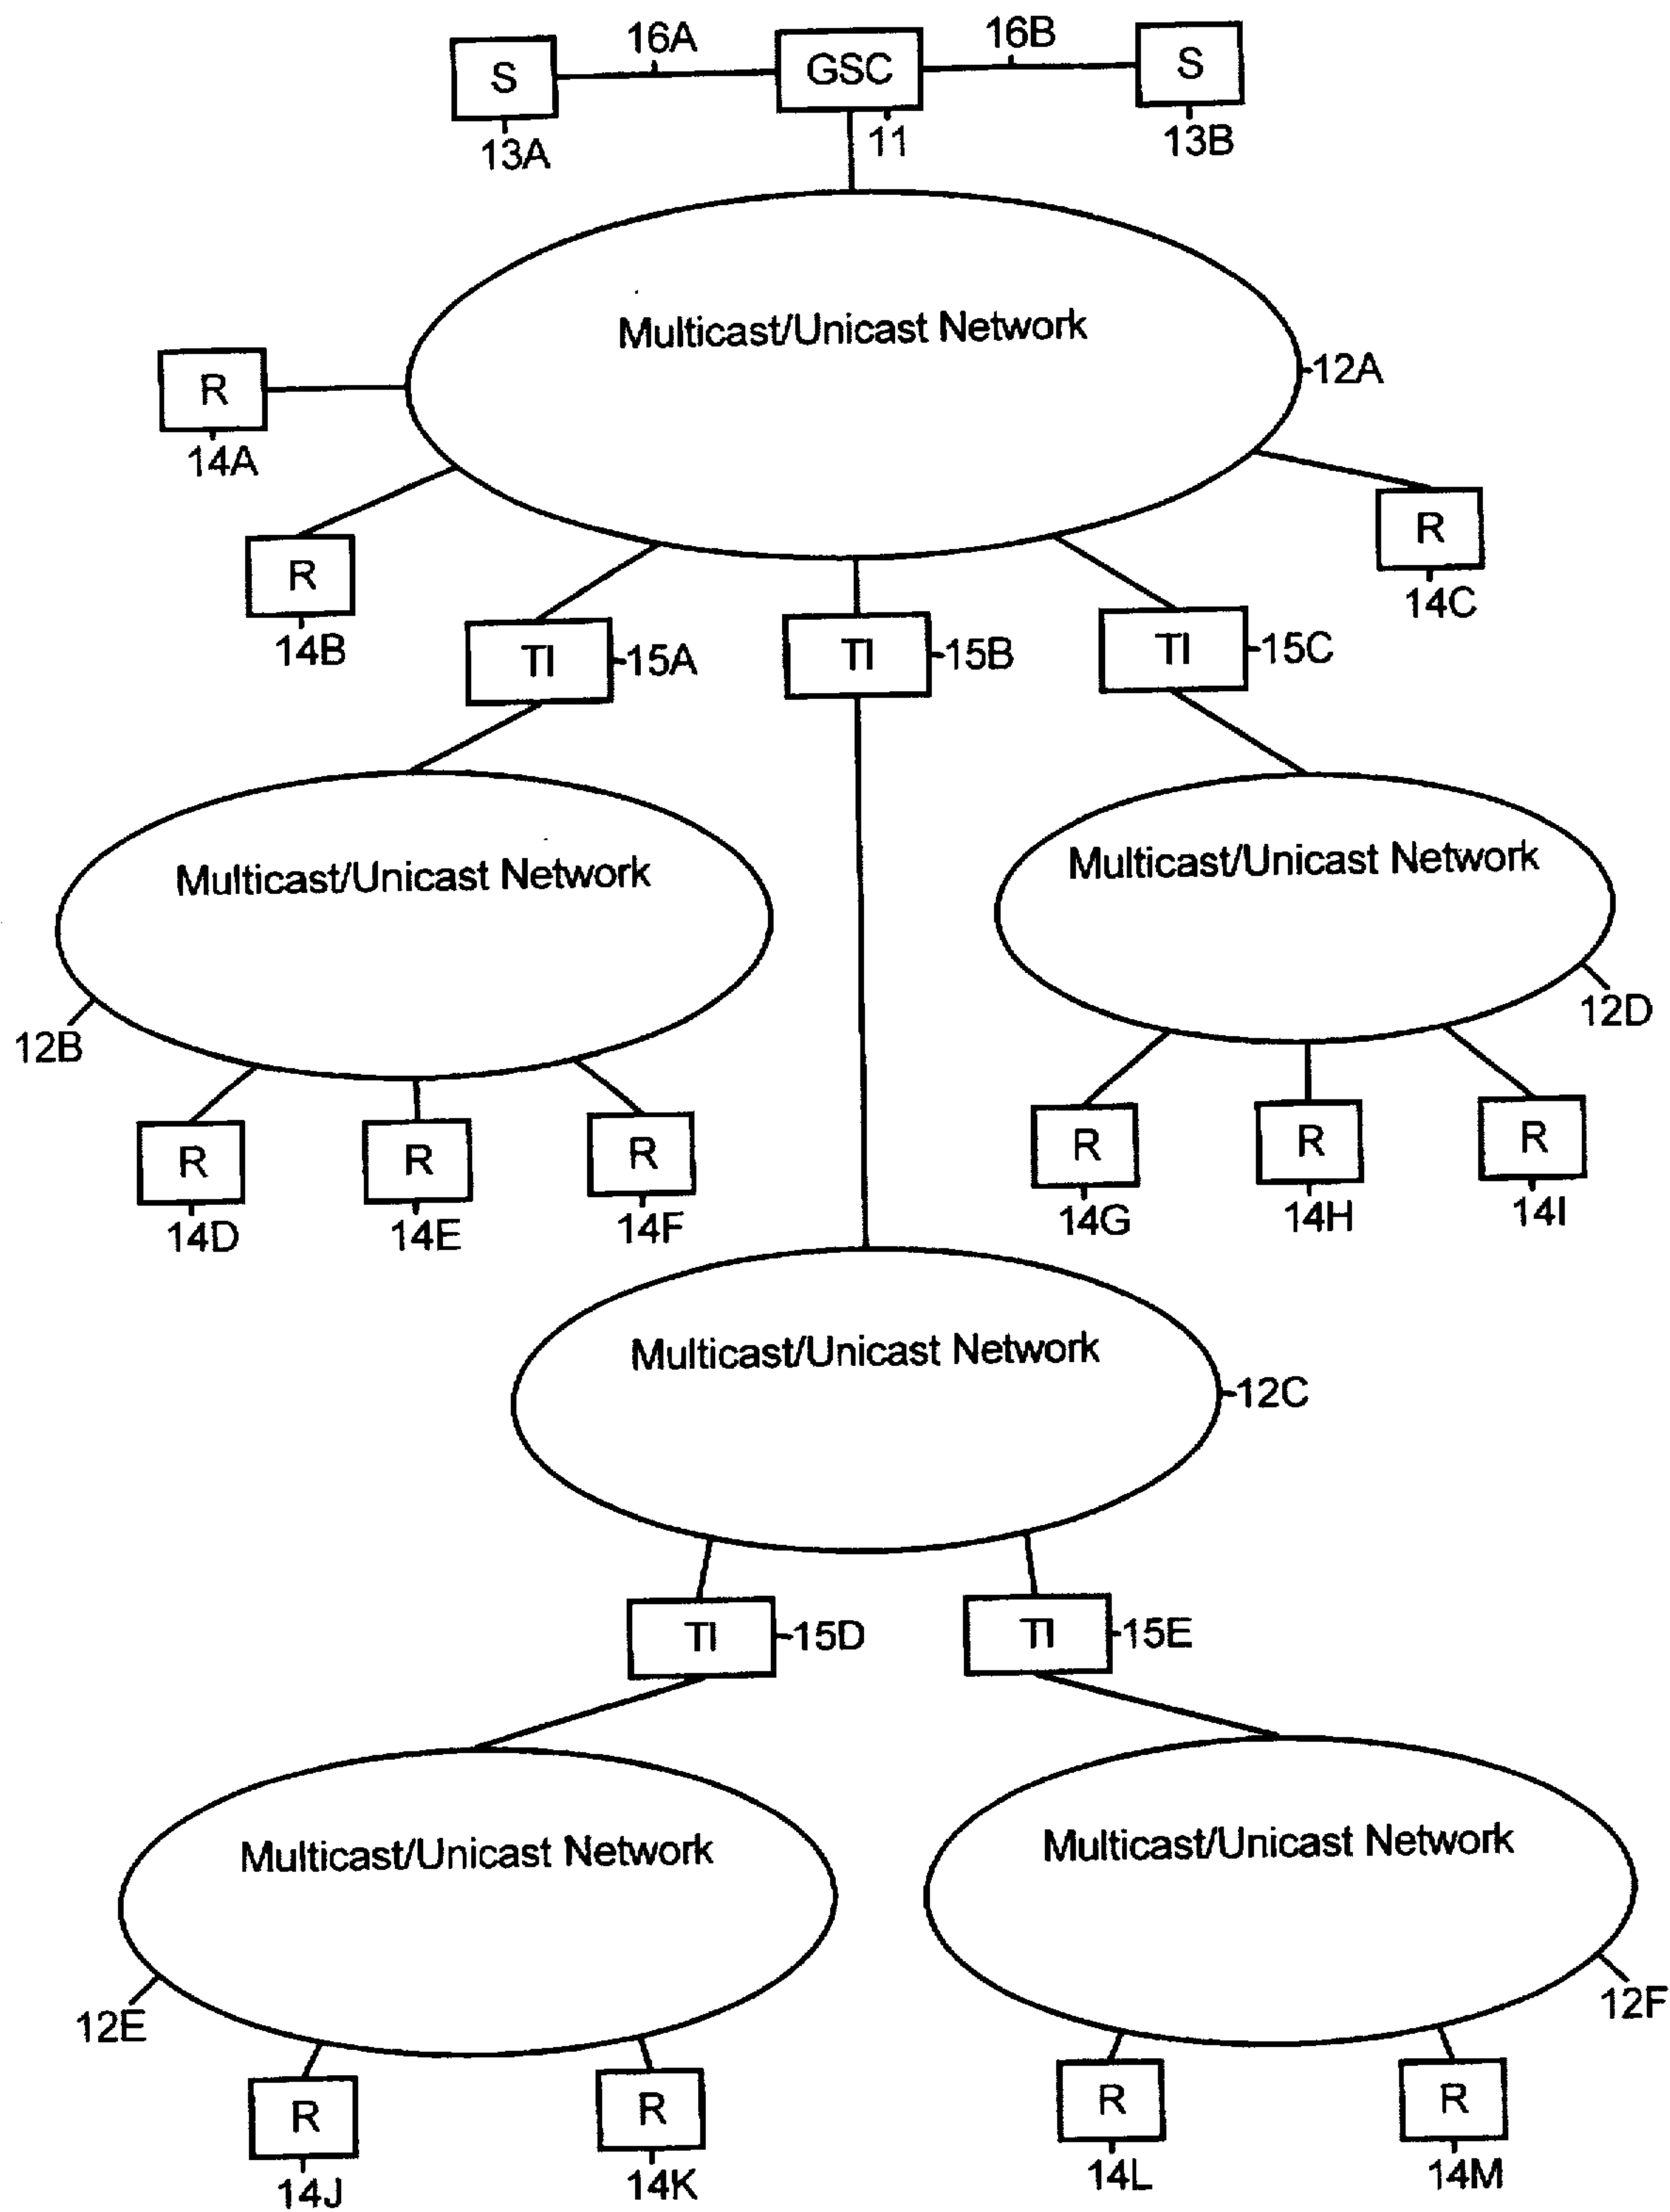 16A
16B
S
GSC
S
13A
11
13B
Multicast/Unicast Network
12A
R
14A
R
14C
R
14B
TI
15A
TI
15B
TI
15C
Multicast/Unicast Network
12B
Multicast/Unicast Network
12D
R
14D
R
14E
R
14F
R
14G
R
14H
R
14I
Multicast/Unicast Network
12C
TI
15D
TI
15E
Multicast/Unicast Network
12E
Multicast/Unicast Network
12F
R
14J
R
14K
R
14L
R
14M